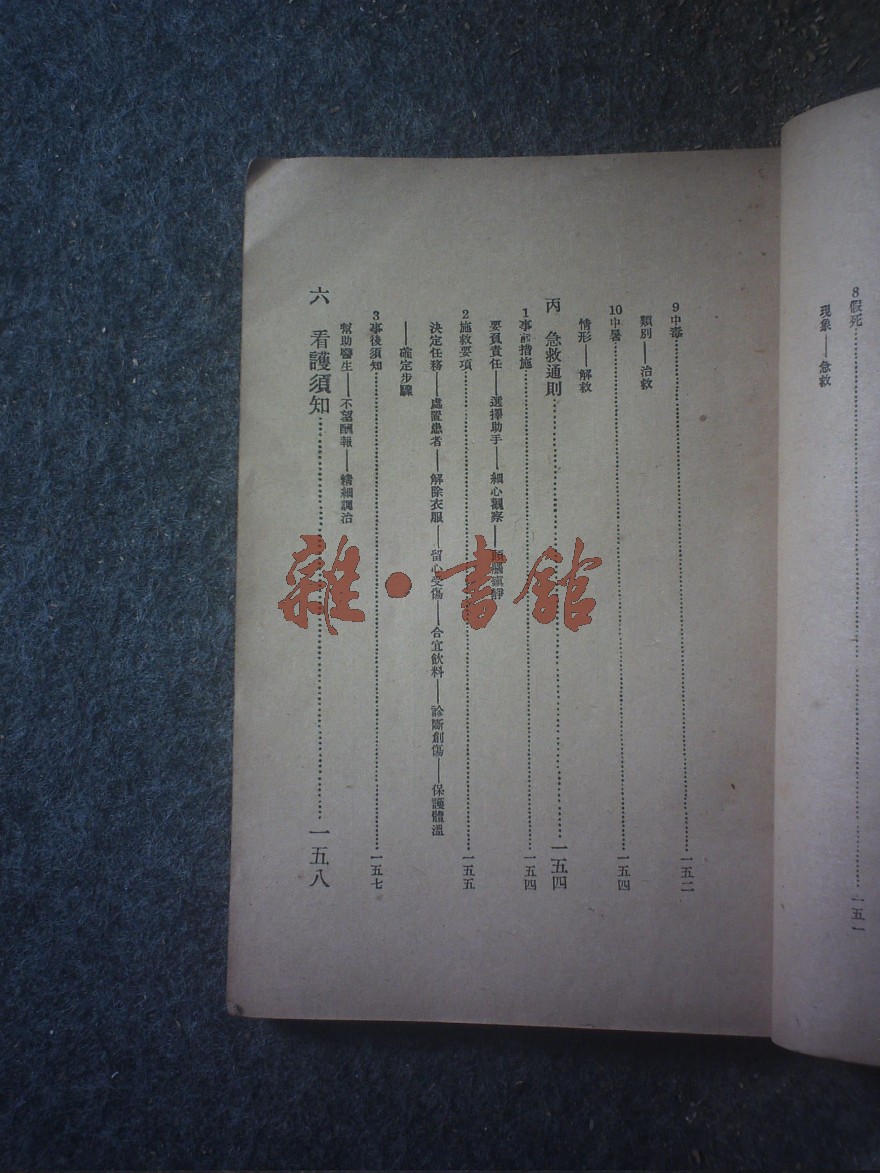 8假死……一五一
現象——急救
9中毒……一五二
類別——治救
10中暑……一五四
情形——解救
丙 急救通則……一五四
1事前措施……一五四
要負責任——選擇助手——細心觀察——鎮靜
2施救要項……一五五
決定任務——處置患者——解除衣服——留心受傷——合宜飲料——診斷創傷——保護體溫
——確定步驟
3事後須知……一五七
幫助醫生——不望酬報——精細調治
六 看護須知……一五八
雜·書館